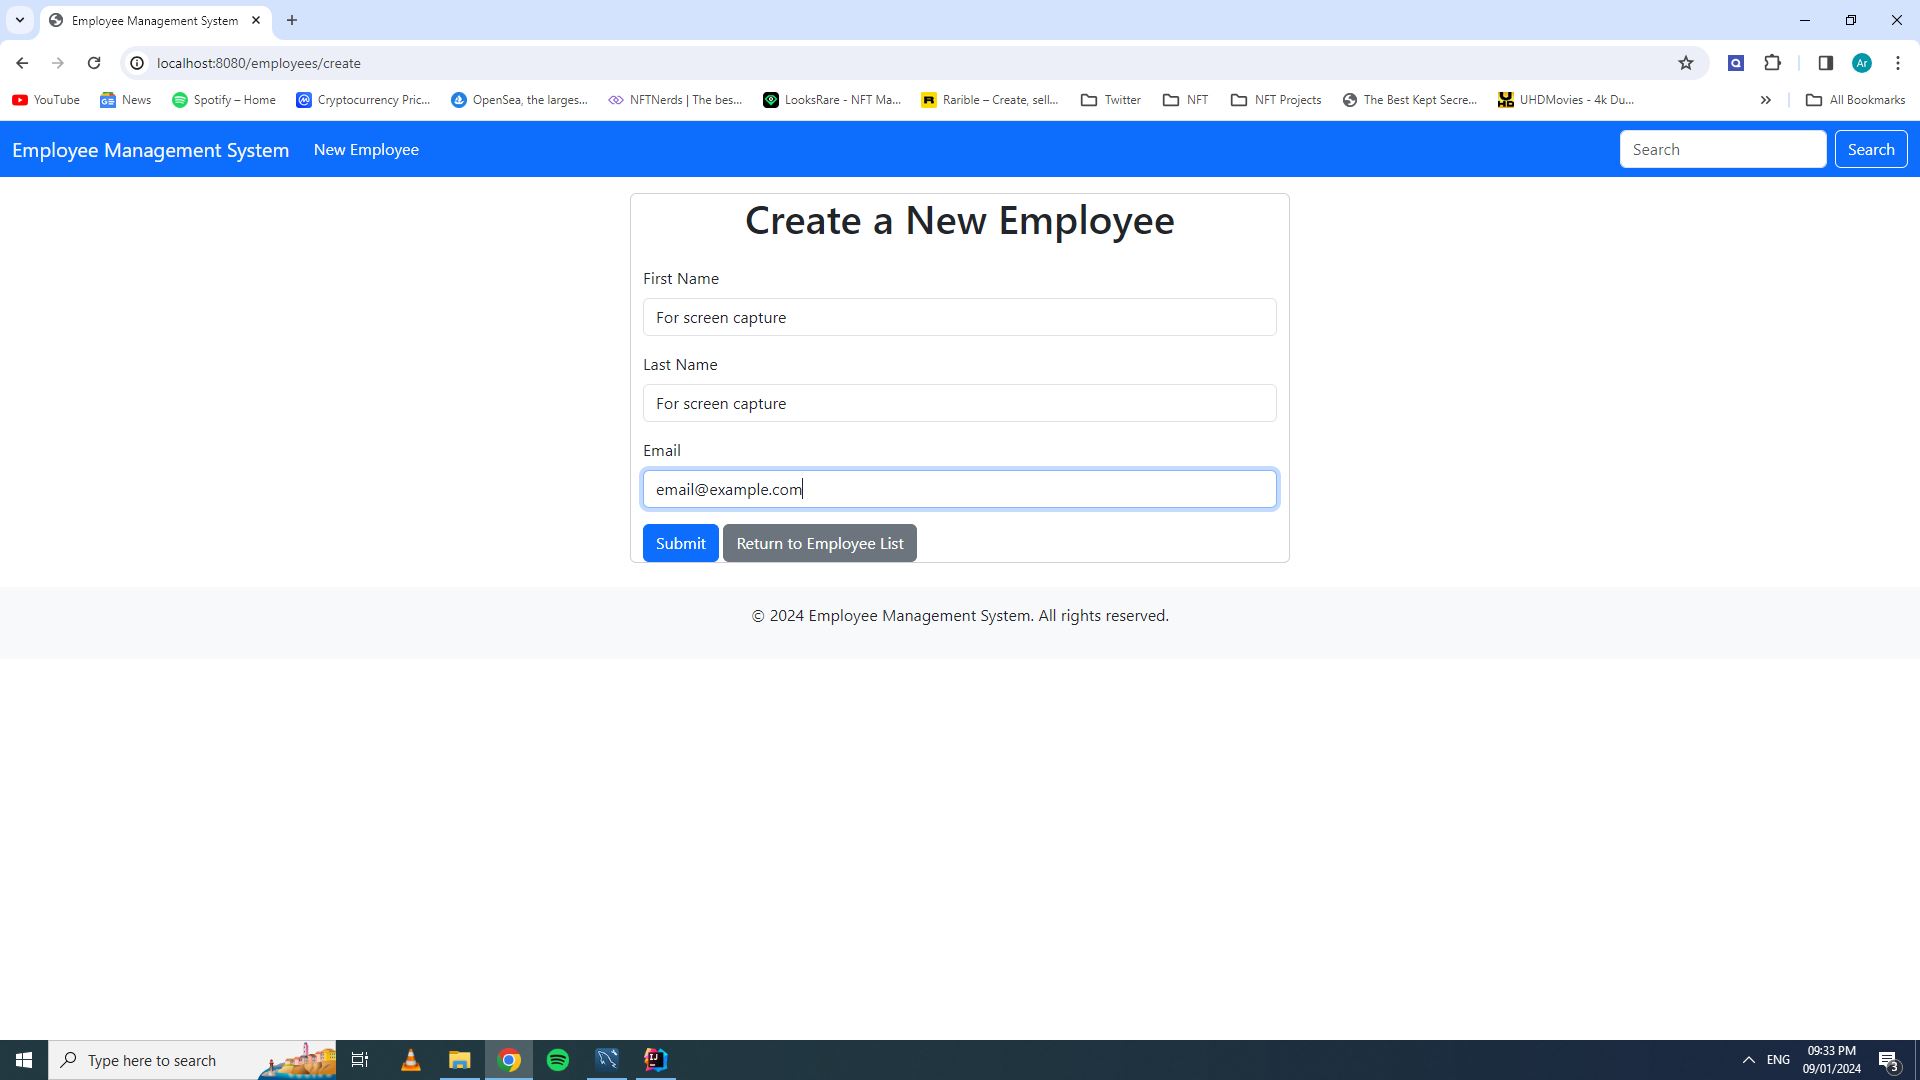 Employee Management System
localhost:8080/employees/create
Ar
YouTube News Spotify – Home Cryptocurrency Pric... OpenSea, the larges... NFTNerds | The bes... LooksRare - NFT Ma... Rarible – Create, sell... Twitter NFT NFT Projects The Best Kept Secre... UHDMovies - 4k Du... All Bookmarks
Employee Management System New Employee Search Search
Create a New Employee
First Name
For screen capture
Last Name
For screen capture
Email
email@example.com
Submit Return to Employee List
© 2024 Employee Management System. All rights reserved.
Type here to search
ENG
09:33 PM
09/01/2024
3